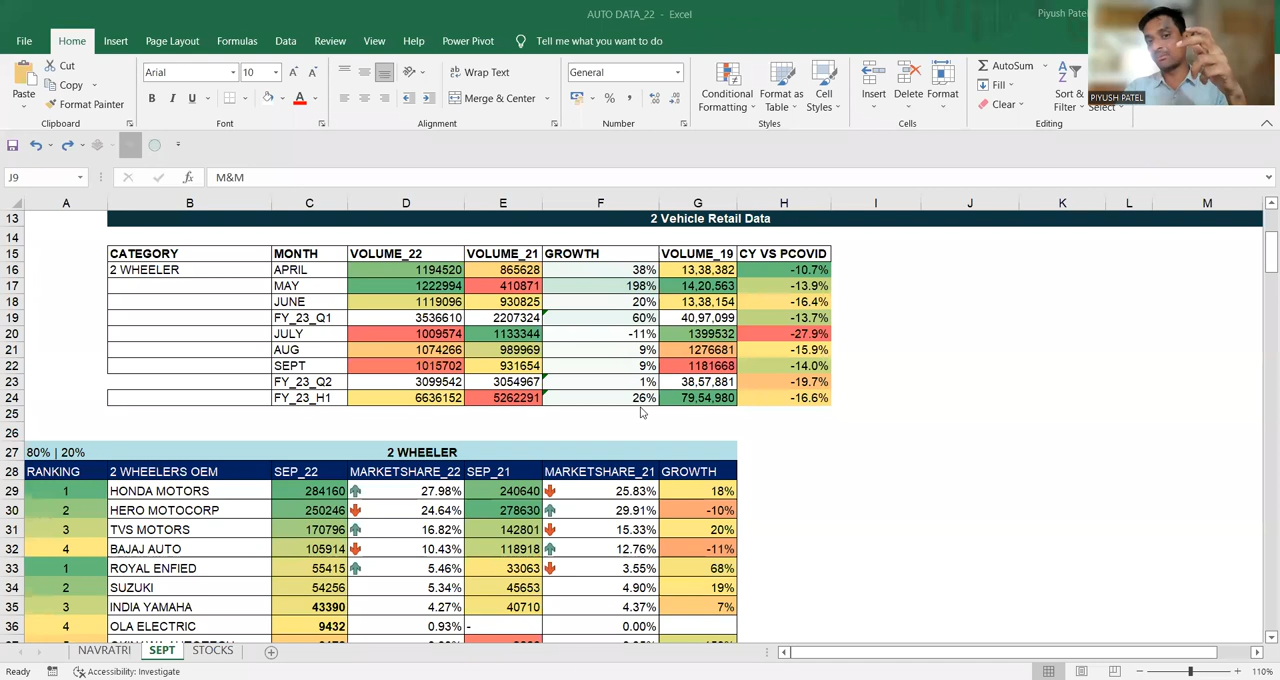 AUTO DATA_22 - Excel
Piyush Patel
File Home Insert Page Layout Formulas Data Review View Help Power Pivot Tell me what you want to do
Cut
Copy
Format Painter
Paste
Clipboard
Arial 10
B I U
Font
Wrap Text
Merge & Center
Alignment
General
Number
Conditional Formatting
Format as Table
Cell Styles
Styles
Insert Delete Format
Cells
AutoSum
Fill
Clear
Sort & Filter
Select
Editing
PIYUSH PATEL
J9 fx M&M
A B C D E F G H I J K L M
13 2 Vehicle Retail Data
14
15 CATEGORY MONTH VOLUME_22 VOLUME_21 GROWTH VOLUME_19 CY VS PCOVID
16 2 WHEELER APRIL 1194520 865628 38% 13,38,382 -10.7%
17 MAY 1222994 410871 198% 14,20,563 -13.9%
18 JUNE 1119096 930825 20% 13,38,154 -16.4%
19 FY_23_Q1 3536610 2207324 60% 40,97,099 -13.7%
20 JULY 1009574 1133344 -11% 1399532 -27.9%
21 AUG 1074266 989969 9% 1276681 -15.9%
22 SEPT 1015702 931654 9% 1181668 -14.0%
23 FY_23_Q2 3099542 3054967 1% 38,57,881 -19.7%
24 FY_23_H1 6636152 5262291 26% 79,54,980 -16.6%
25
26
27 80% | 20% 2 WHEELER
28 RANKING 2 WHEELERS OEM SEP_22 MARKETSHARE_22 SEP_21 MARKETSHARE_21 GROWTH
29 1 HONDA MOTORS 284160 27.98% 240640 25.83% 18%
30 2 HERO MOTOCORP 250246 24.64% 278630 29.91% -10%
31 3 TVS MOTORS 170796 16.82% 142801 15.33% 20%
32 4 BAJAJ AUTO 105914 10.43% 118918 12.76% -11%
33 1 ROYAL ENFIED 55415 5.46% 33063 3.55% 68%
34 2 SUZUKI 54256 5.34% 45653 4.90% 19%
35 3 INDIA YAMAHA 43390 4.27% 40710 4.37% 7%
36 4 OLA ELECTRIC 9432 0.93% - 0.00%
NAVRATRI SEPT STOCKS
Ready Accessibility: Investigate 110%